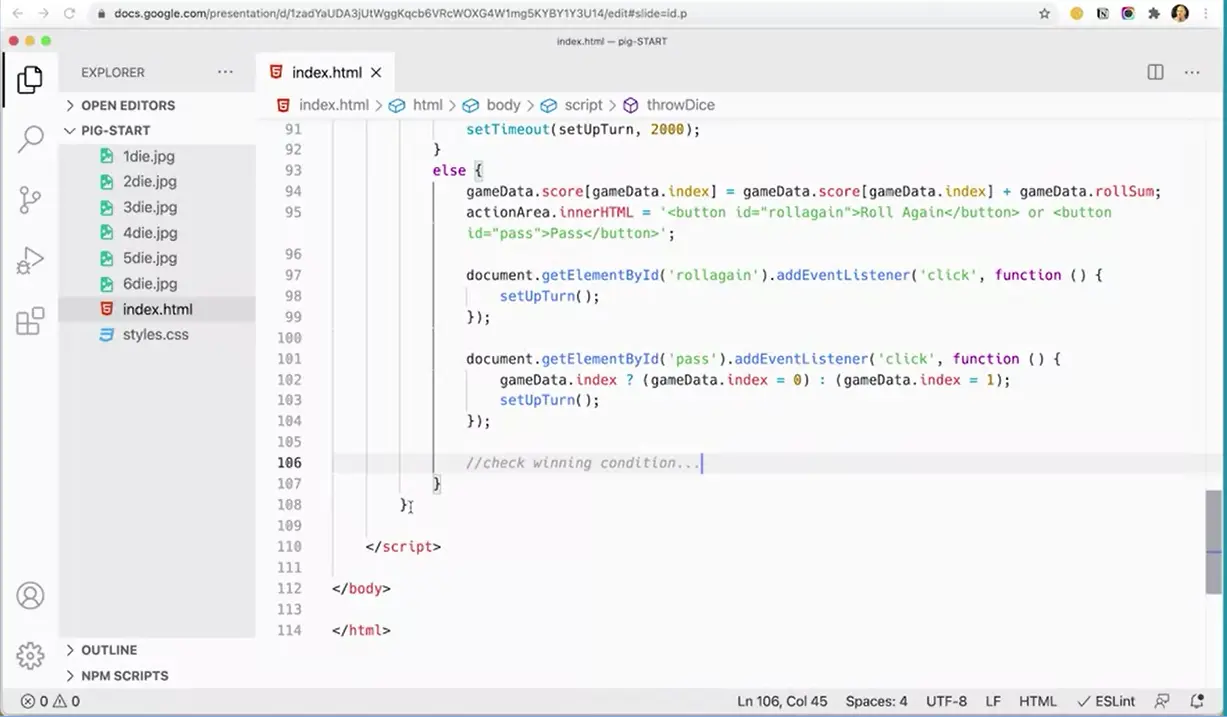 docs.google.com/presentation/d/1zadYaUDA3jUtWggKqcb6VRcWOXG4W1mg5KYBY1Y3U14/edit#slide=id.p
index.html — pig-START
EXPLORER
index.html
OPEN EDITORS
index.html > html > body > script > throwDice
PIG-START
1die.jpg
2die.jpg
3die.jpg
4die.jpg
5die.jpg
6die.jpg
index.html
styles.css
91 setTimeout(setUpTurn, 2000);
92 }
93 else {
94 gameData.score[gameData.index] = gameData.score[gameData.index] + gameData.rollSum;
95 actionArea.innerHTML = '<button id="rollagain">Roll Again</button> or <button
id="pass">Pass</button>';
96
97 document.getElementById('rollagain').addEventListener('click', function () {
98 setUpTurn();
99 });
100
101 document.getElementById('pass').addEventListener('click', function () {
102 gameData.index ? (gameData.index = 0) : (gameData.index = 1);
103 setUpTurn();
104 });
105
106 //check winning condition...
107 }
108 }
109
110 </script>
111
112 </body>
113
114 </html>
OUTLINE
NPM SCRIPTS
0 0
Ln 106, Col 45 Spaces: 4 UTF-8 LF HTML ESLint